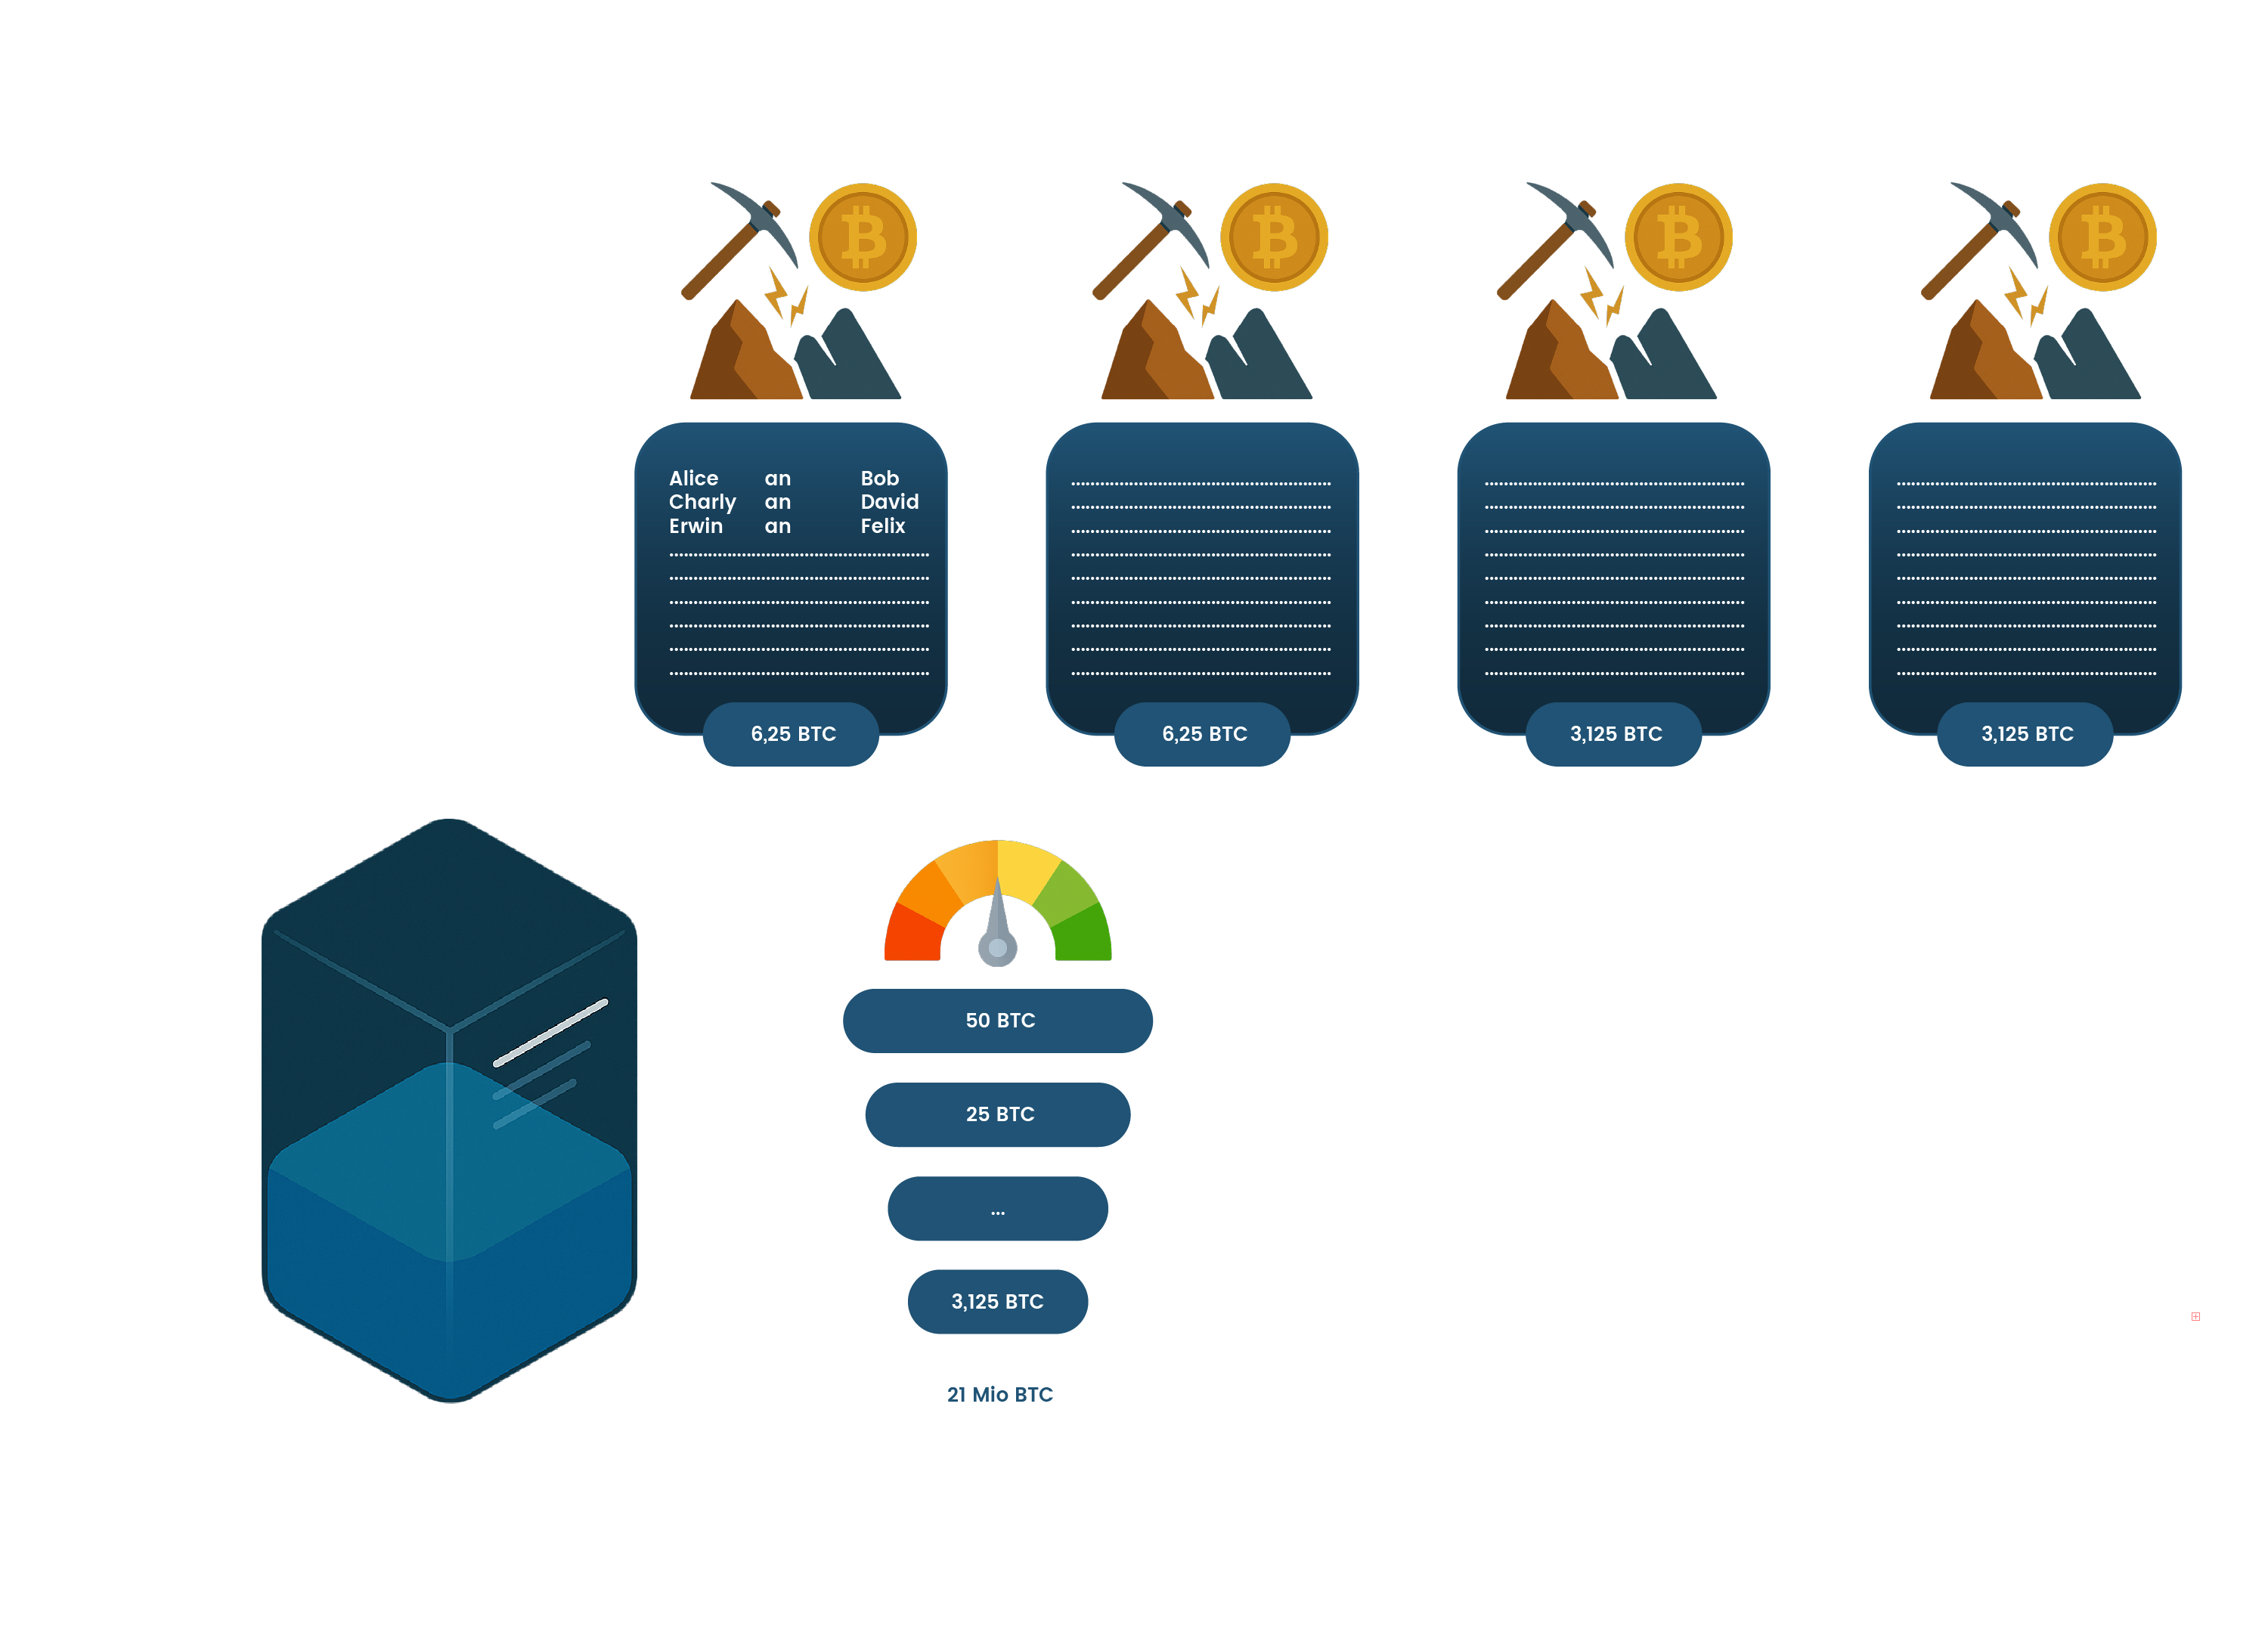 Alice an Bob
Charly an David
Erwin an Felix
6,25 BTC
6,25 BTC
3,125 BTC
3,125 BTC
50 BTC
25 BTC
...
3,125 BTC
21 Mio BTC